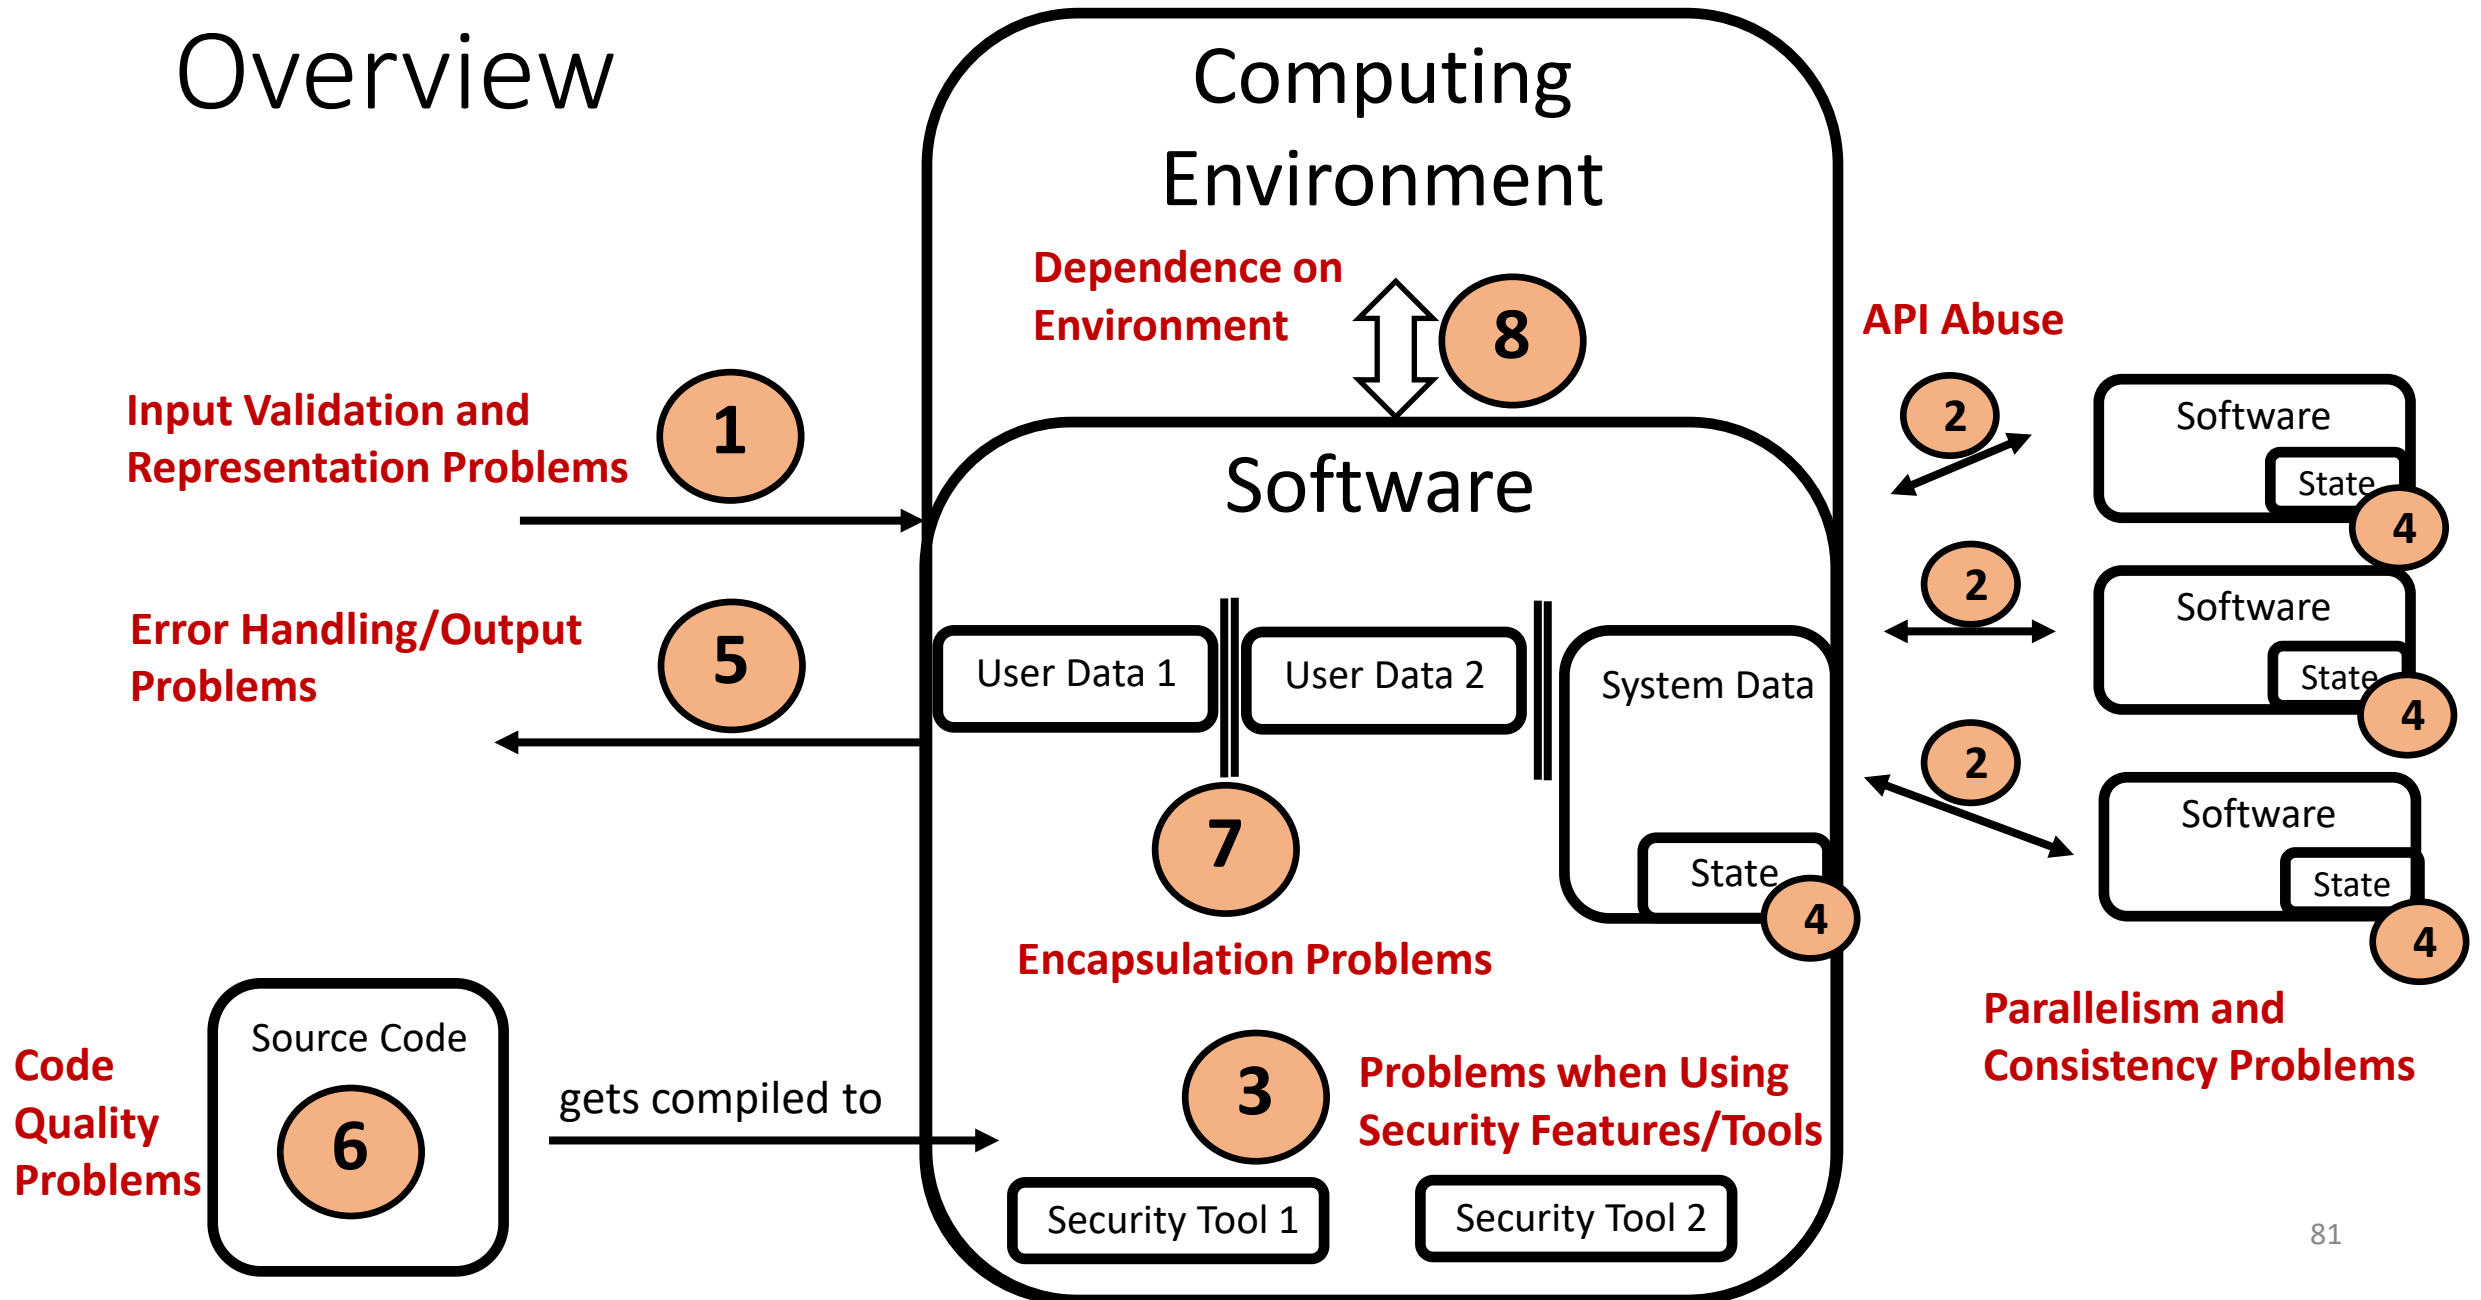 Overview
Computing
Environment
Dependence on
Environment
8
API Abuse
Input Validation and
Representation Problems
1
2
Software
State
4
Software
2
Software
State
4
Error Handling/Output
Problems
5
User Data 1
User Data 2
System Data
State
4
7
Encapsulation Problems
2
Software
State
4
Parallelism and
Consistency Problems
Code
Quality
Problems
Source Code
6
gets compiled to
3
Problems when Using
Security Features/Tools
Security Tool 1
Security Tool 2
81